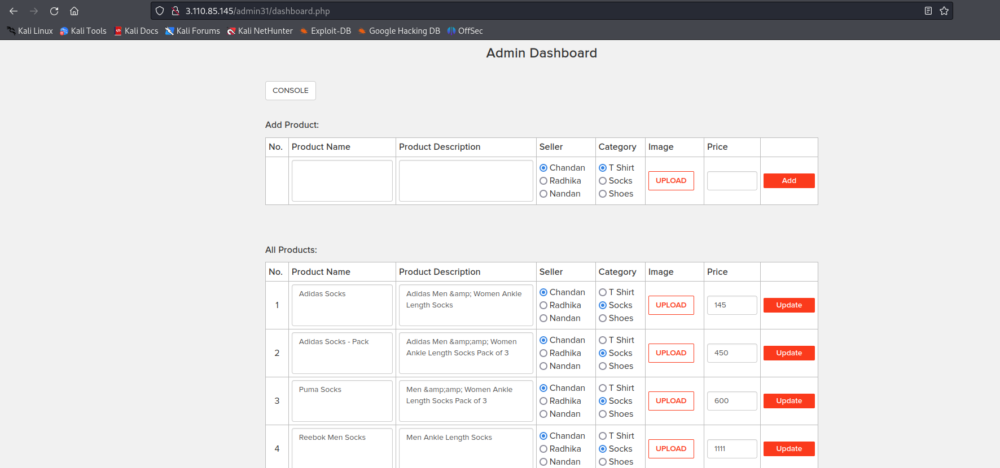 3.110.85.145/admin31/dashboard.php
Kali Linux Kali Tools Kali Docs Kali Forums Kali NetHunter Exploit-DB Google Hacking DB OffSec
Admin Dashboard
CONSOLE
Add Product:
No. Product Name Product Description Seller Category Image Price
Chandan T Shirt
Radhika Socks UPLOAD Add
Nandan Shoes
All Products:
No. Product Name Product Description Seller Category Image Price
Adidas Socks Adidas Men &amp; Women Ankle Chandan T Shirt
1 Length Socks Radhika Socks UPLOAD 145 Update
Nandan Shoes
Adidas Socks - Pack Adidas Men &amp;amp; Women Chandan T Shirt
2 Ankle Length Socks Pack of 3 Radhika Socks UPLOAD 450 Update
Nandan Shoes
Puma Socks Men &amp;amp; Women Ankle Chandan T Shirt
3 Length Socks Pack of 3 Radhika Socks UPLOAD 600 Update
Nandan Shoes
Reebok Men Socks Men Ankle Length Socks Chandan T Shirt
4 Radhika Socks UPLOAD 1111 Update
Nandan Shoes